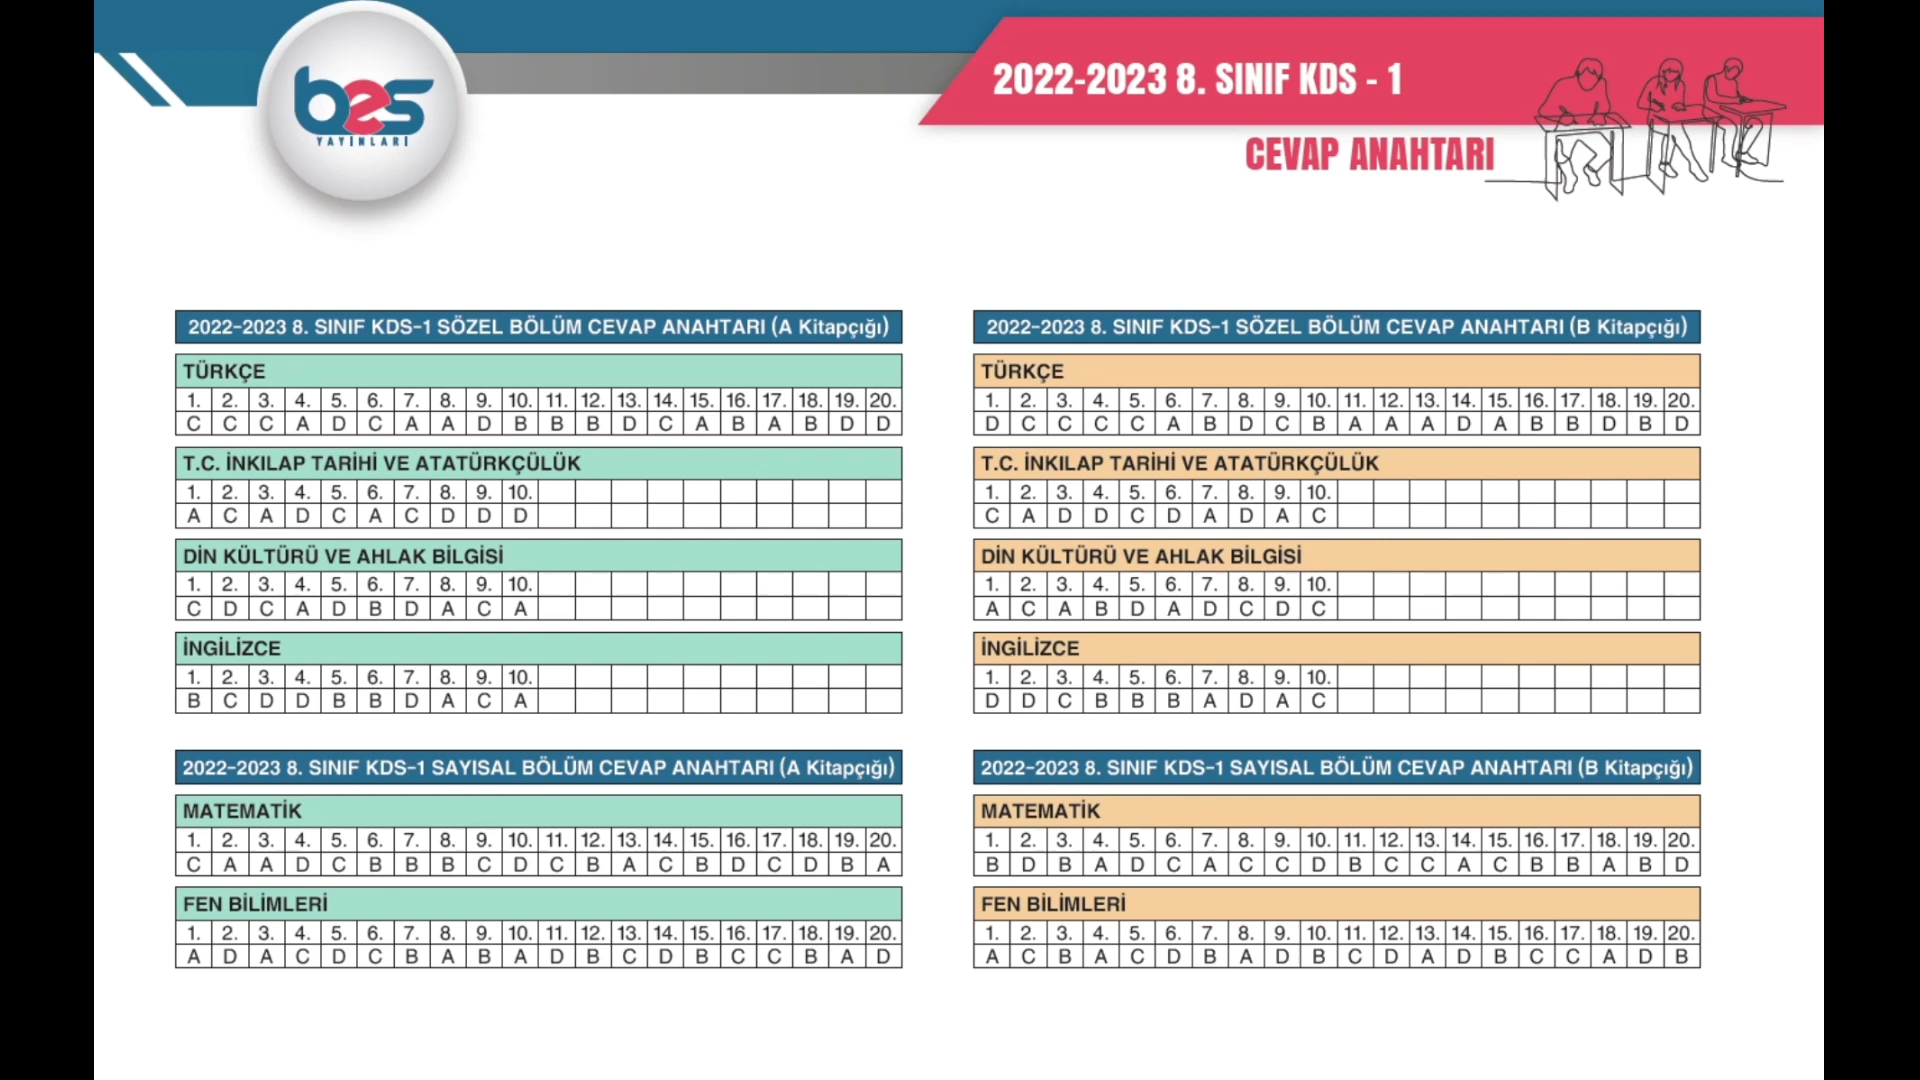 bes
YAYINLARI
2022-2023 8. SINIF KDS - 1
CEVAP ANAHTARI
2022-2023 8. SINIF KDS-1 SÖZEL BÖLÜM CEVAP ANAHTARI (A Kitapçığı)
TÜRKÇE
1. 2. 3. 4. 5. 6. 7. 8. 9. 10. 11. 12. 13. 14. 15. 16. 17. 18. 19. 20.
C C C A D C A A D B B B D C A B A B D D
T.C. İNKILAP TARİHİ VE ATATÜRKÇÜLÜK
1. 2. 3. 4. 5. 6. 7. 8. 9. 10.
A C A D C A C D D D
DİN KÜLTÜRÜ VE AHLAK BİLGİSİ
1. 2. 3. 4. 5. 6. 7. 8. 9. 10.
C D C A D B D A C A
İNGİLİZCE
1. 2. 3. 4. 5. 6. 7. 8. 9. 10.
B C D D B B D A C A
2022-2023 8. SINIF KDS-1 SAYISAL BÖLÜM CEVAP ANAHTARI (A Kitapçığı)
MATEMATİK
1. 2. 3. 4. 5. 6. 7. 8. 9. 10. 11. 12. 13. 14. 15. 16. 17. 18. 19. 20.
C A A D C B B B C D C B A C B D C D B A
FEN BİLİMLERİ
1. 2. 3. 4. 5. 6. 7. 8. 9. 10. 11. 12. 13. 14. 15. 16. 17. 18. 19. 20.
A D A C D C B A B A D B C D B C C B A D
2022-2023 8. SINIF KDS-1 SÖZEL BÖLÜM CEVAP ANAHTARI (B Kitapçığı)
TÜRKÇE
1. 2. 3. 4. 5. 6. 7. 8. 9. 10. 11. 12. 13. 14. 15. 16. 17. 18. 19. 20.
D C C C C A B D C B A A A D A B B D B D
T.C. İNKILAP TARİHİ VE ATATÜRKÇÜLÜK
1. 2. 3. 4. 5. 6. 7. 8. 9. 10.
C A D D C D A D A C
DİN KÜLTÜRÜ VE AHLAK BİLGİSİ
1. 2. 3. 4. 5. 6. 7. 8. 9. 10.
A C A B D A D C D C
İNGİLİZCE
1. 2. 3. 4. 5. 6. 7. 8. 9. 10.
D D C B B B A D A C
2022-2023 8. SINIF KDS-1 SAYISAL BÖLÜM CEVAP ANAHTARI (B Kitapçığı)
MATEMATİK
1. 2. 3. 4. 5. 6. 7. 8. 9. 10. 11. 12. 13. 14. 15. 16. 17. 18. 19. 20.
B D B A D C A C C D B C C A C B B A B D
FEN BİLİMLERİ
1. 2. 3. 4. 5. 6. 7. 8. 9. 10. 11. 12. 13. 14. 15. 16. 17. 18. 19. 20.
A C B A C D B A D B C D A D B C C A D B